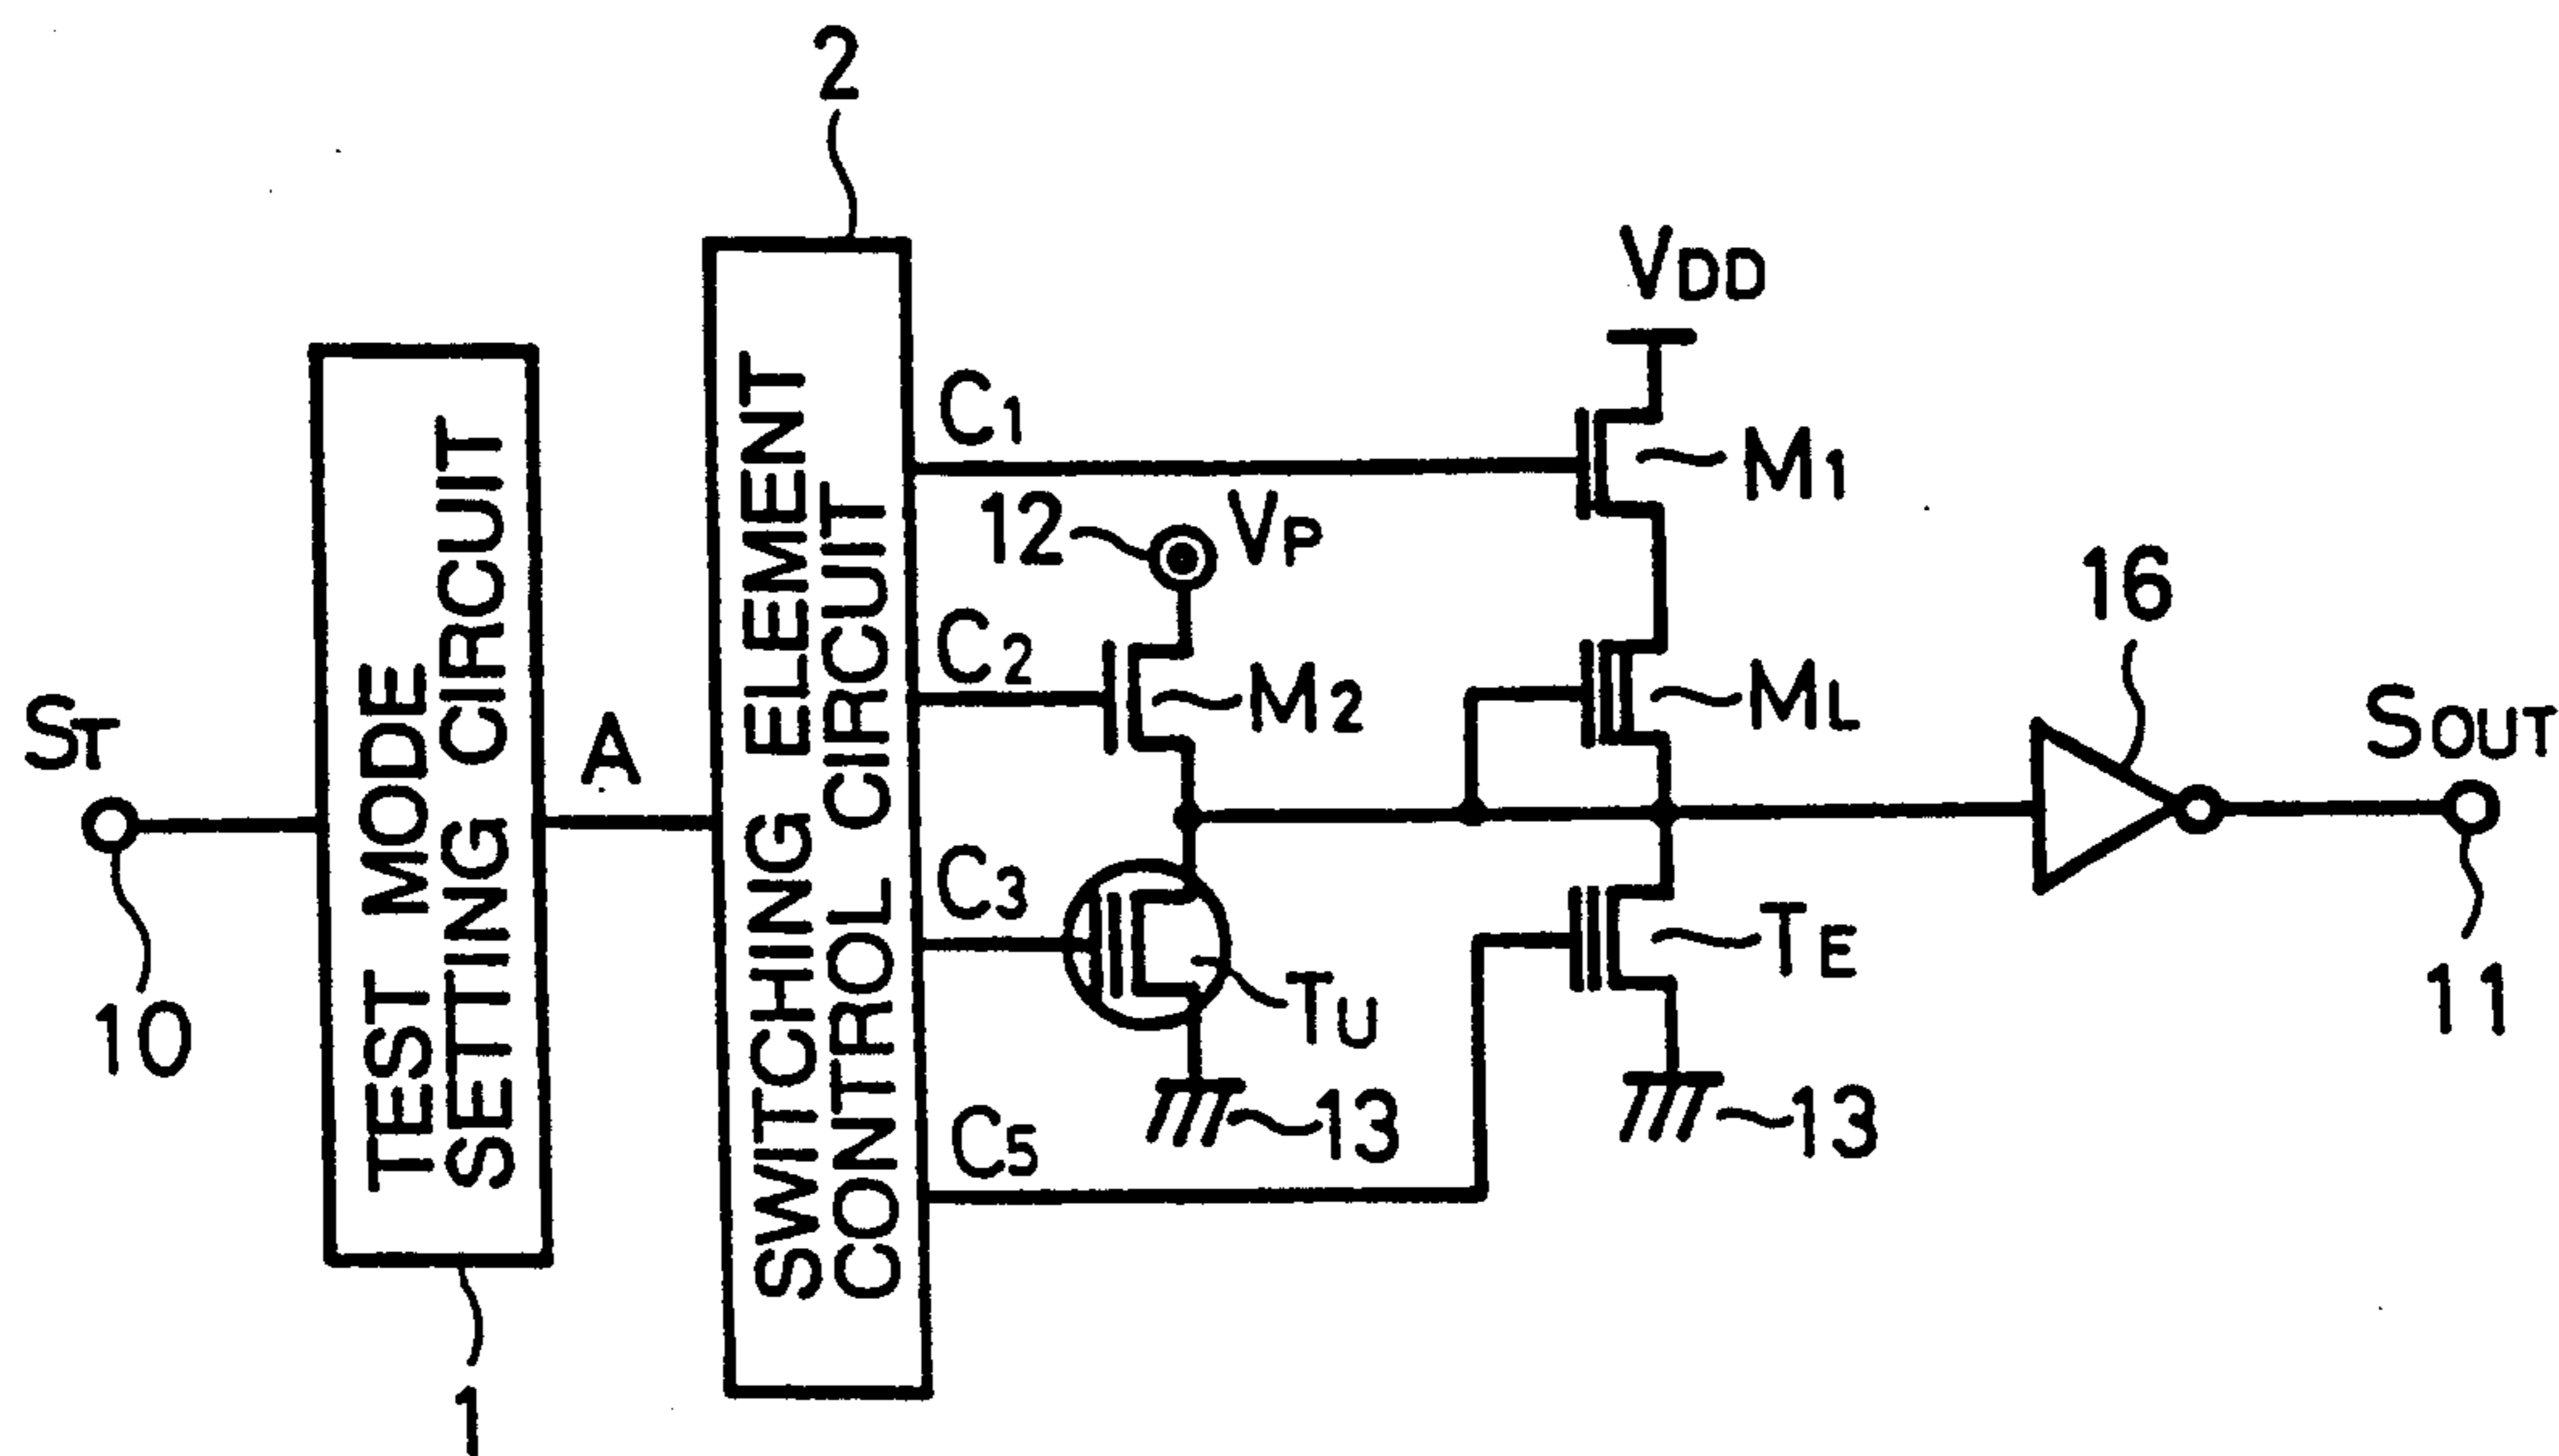 2
VDD
C1
M1
12
VP
C2
M2
ML
16
ST
A
SOUT
TEST MODE
SETTING CIRCUIT
SWITCHING ELEMENT
CONTROL CIRCUIT
C3
TU
TE
10
11
C5
13
13
1